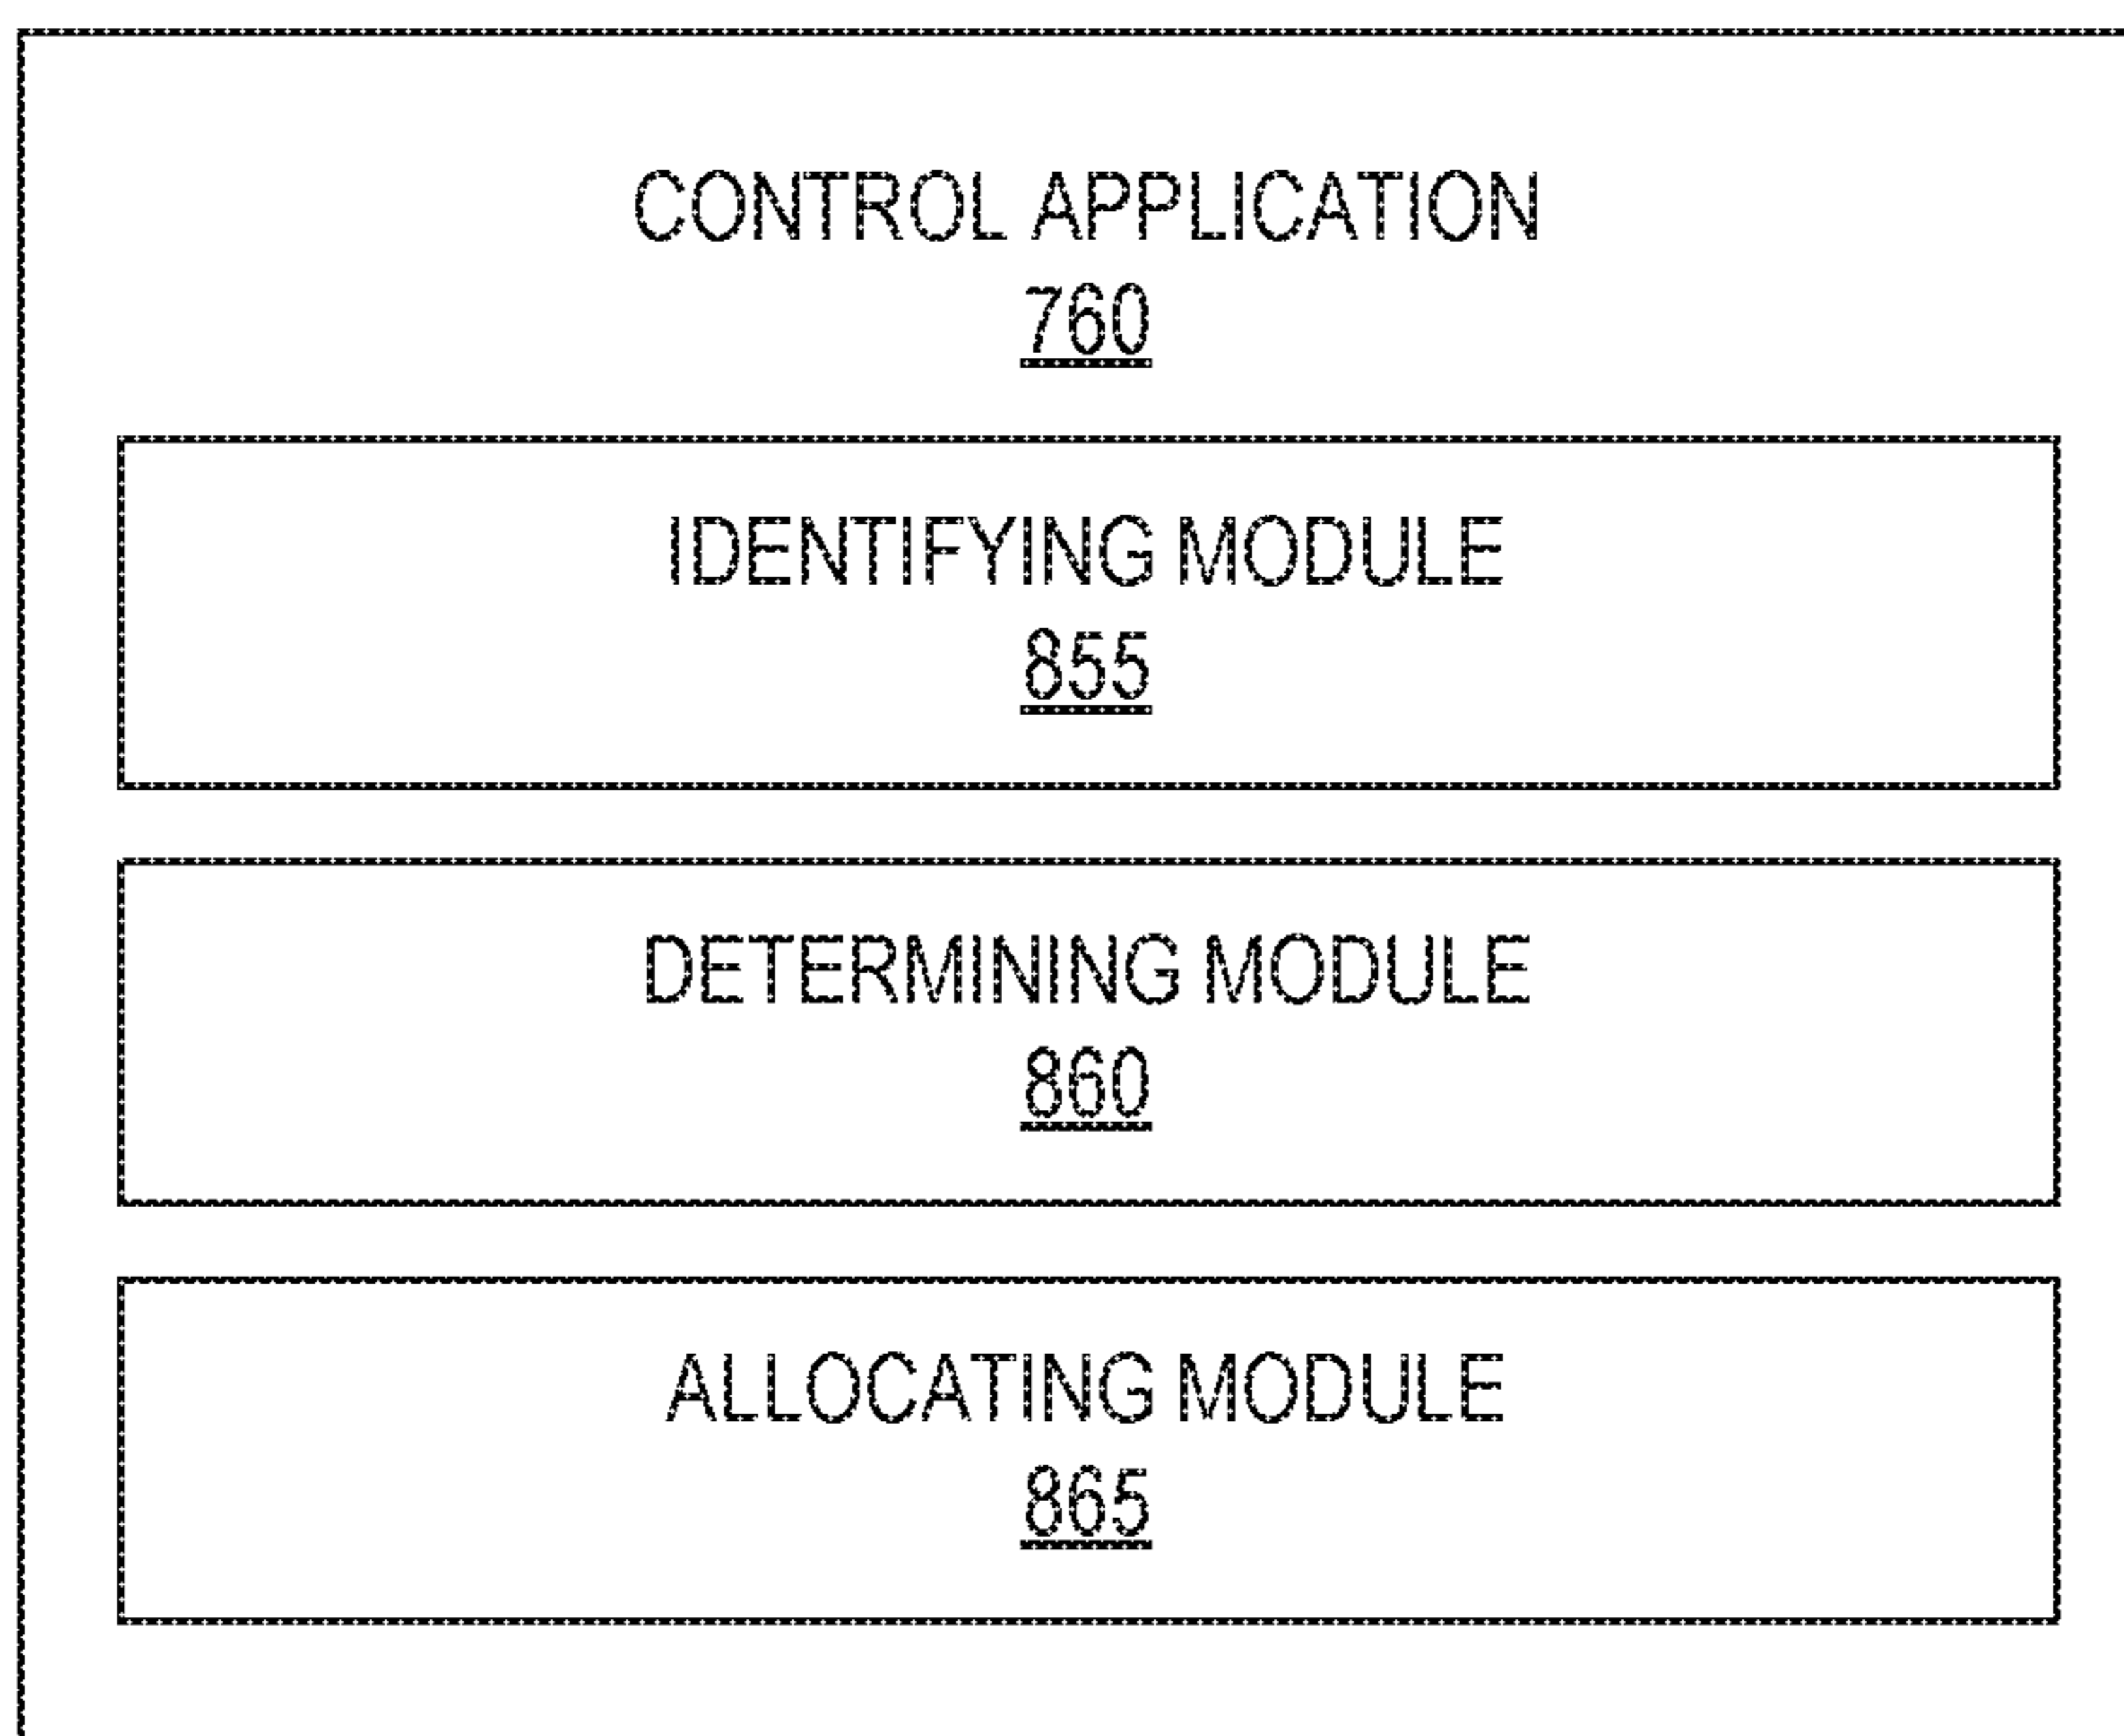 CONTROL APPLICATION
760
IDENTIFYING MODULE
855
DETERMINING MODULE
860
ALLOCATING MODULE
865